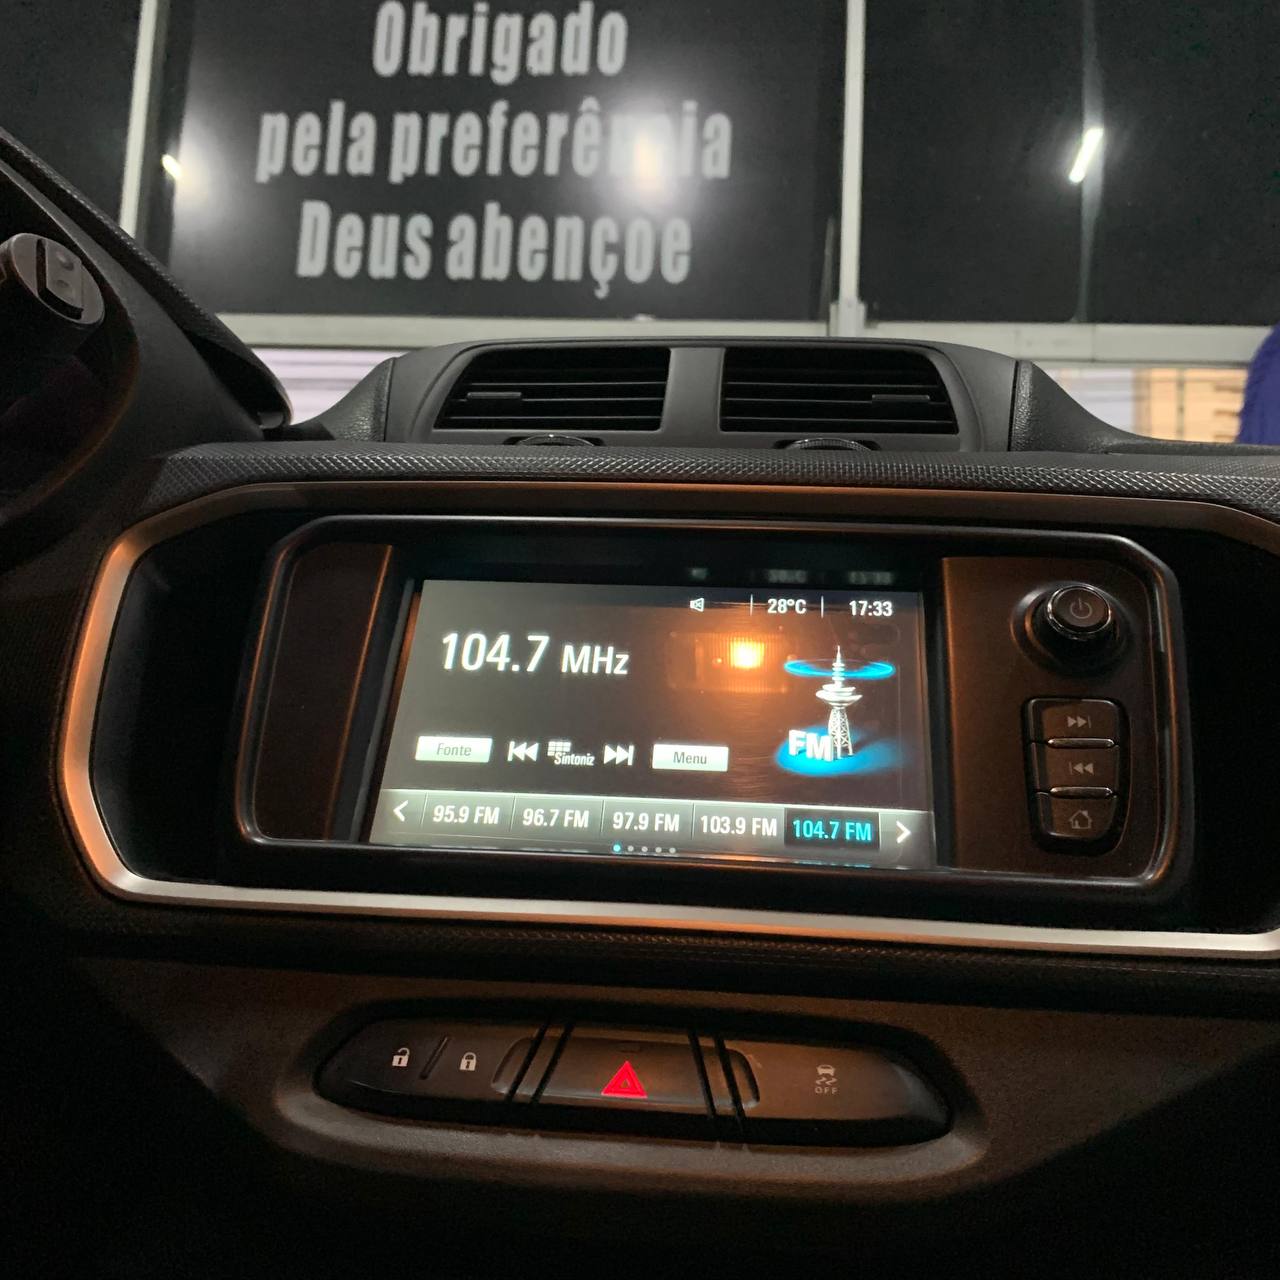 Obrigado
pela preferência
Deus abençoe
28°C 17:33
104.7 MHz
FM
Fonte Sintoniz Menu
95.9 FM 96.7 FM 97.9 FM 103.9 FM 104.7 FM
OFF